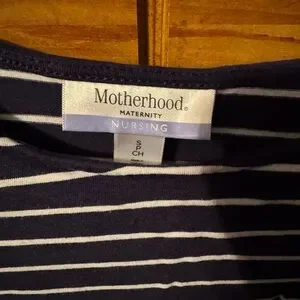 Motherhood®
MATERNITY
NURSING
S
P
CH